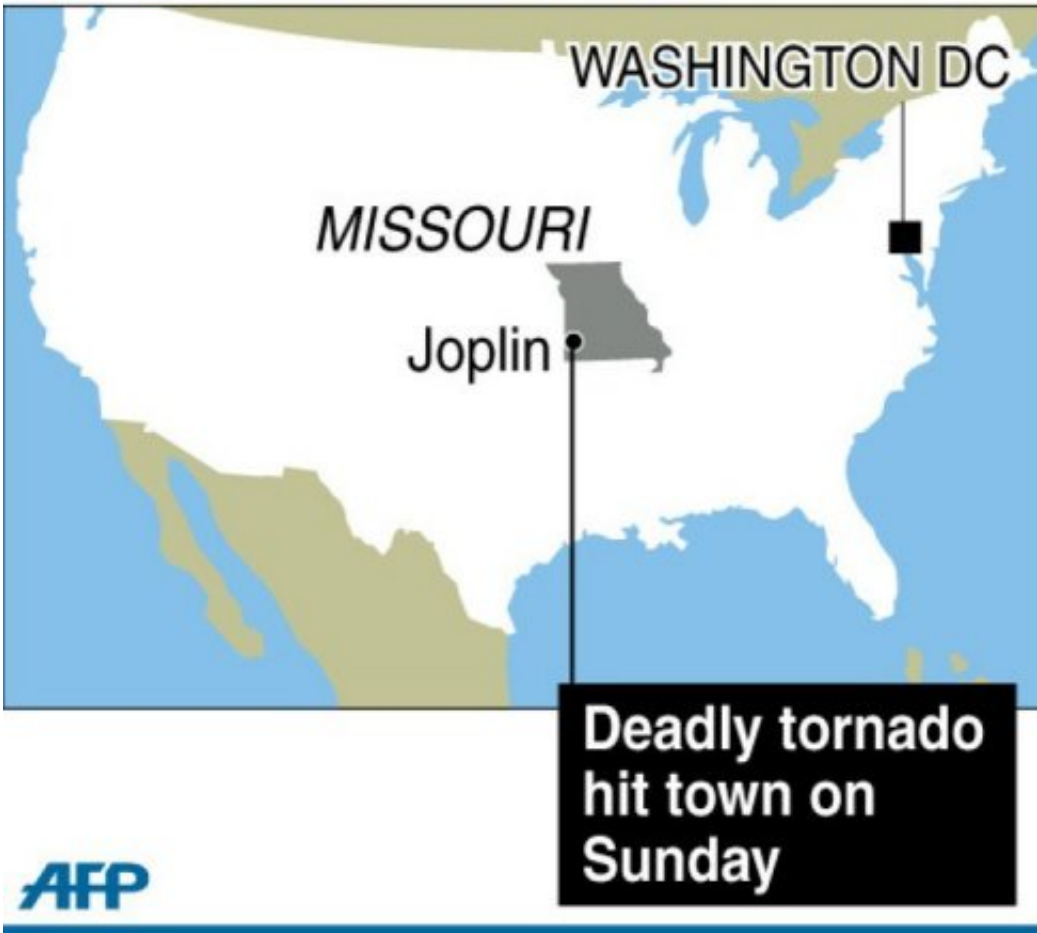 WASHINGTON DC
MISSOURI
Joplin
Deadly tornado
hit town on
Sunday
AFP